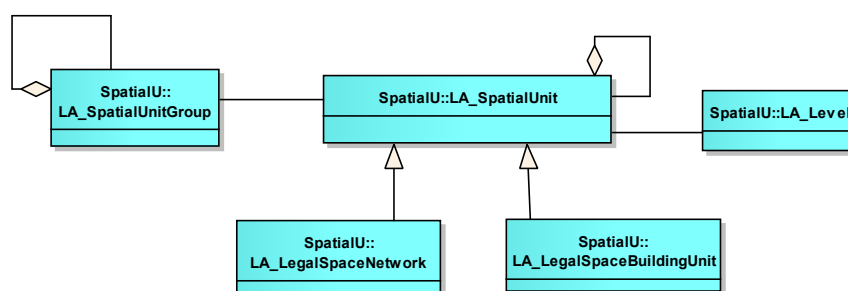 SpatialU::
LA_SpatialUnitGroup
SpatialU::LA_SpatialUnit
SpatialU::LA_Level
SpatialU::
LA_LegalSpaceNetwork
SpatialU::
LA_LegalSpaceBuildingUnit